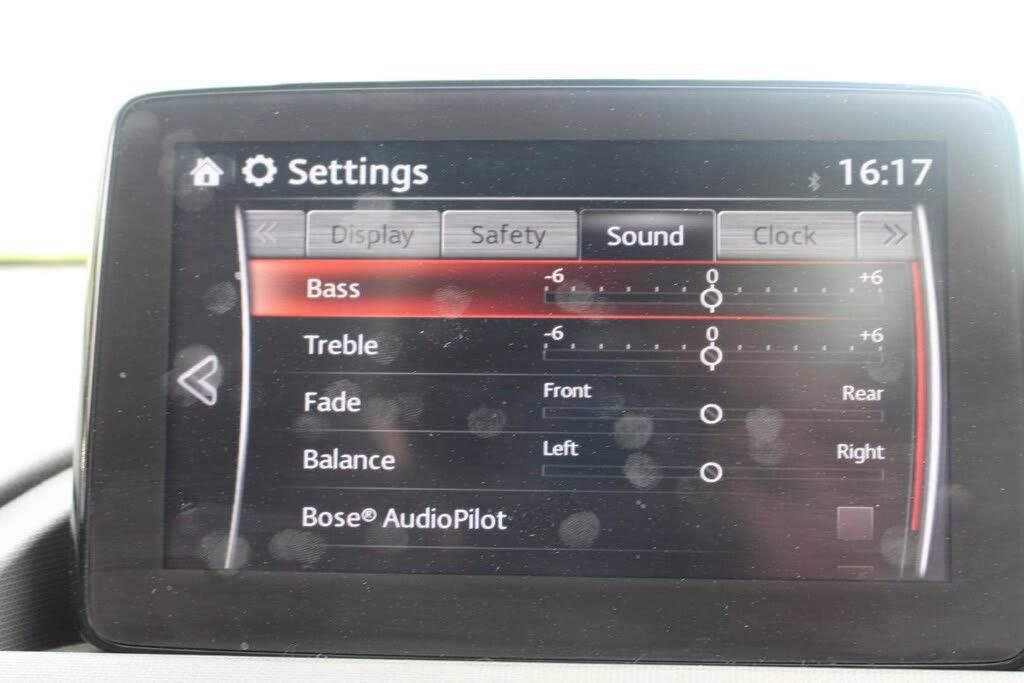 Settings 16:17
Display Safety Sound Clock
Bass -6 0 +6
Treble -6 0 +6
Fade Front Rear
Balance Left Right
Bose® AudioPilot